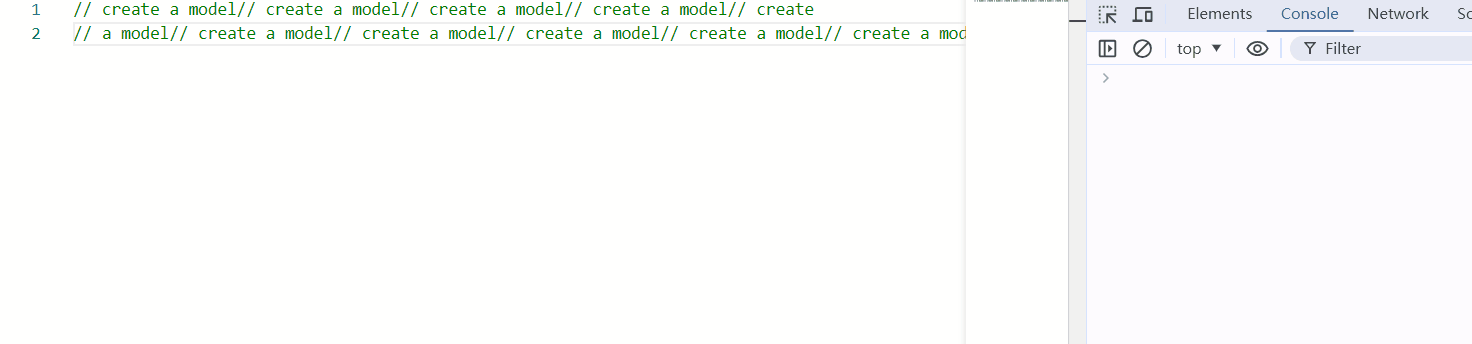 1 // create a model// create a model// create a model// create a model// create
2 // a model// create a model// create a model// create a model// create a model// create a mod
Elements Console Network Sc
top Filter